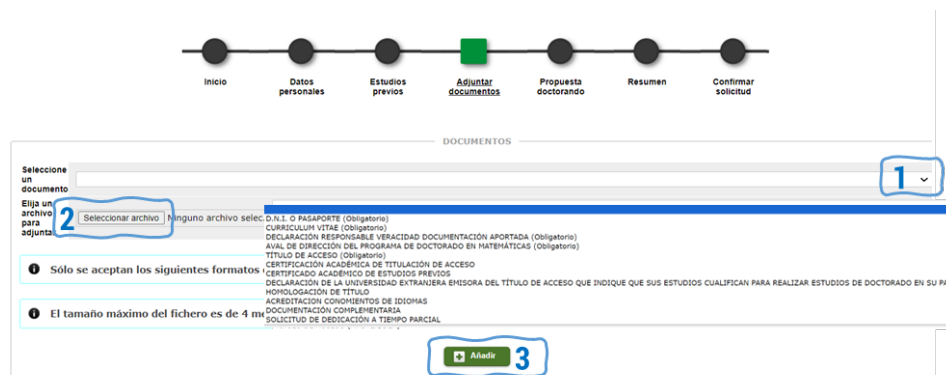 Inicio
Datos personales
Estudios previos
Adjuntar documentos
Propuesta doctorando
Resumen
Confirmar solicitud
DOCUMENTOS
Seleccione un documento
1
Elija un archivo para adjuntar
2
Seleccionar archivo
Ninguno archivo selec.
D.N.I. O PASAPORTE (Obligatorio)
CURRICULUM VITAE (Obligatorio)
DECLARACIÓN RESPONSABLE VERACIDAD DOCUMENTACIÓN APORTADA (Obligatorio)
AVAL DE DIRECCIÓN DEL PROGRAMA DE DOCTORADO EN MATEMÁTICAS (Obligatorio)
TÍTULO DE ACCESO (Obligatorio)
CERTIFICACIÓN ACADÉMICA DE TITULACIÓN DE ACCESO
CERTIFICADO ACADÉMICO DE ESTUDIOS PREVIOS
DECLARACIÓN DE LA UNIVERSIDAD EXTRANJERA EMISORA DEL TÍTULO DE ACCESO QUE INDIQUE QUE SUS ESTUDIOS CUALIFICAN PARA REALIZAR ESTUDIOS DE DOCTORADO EN SU PA
HOMOLOGACIÓN DE TÍTULO
ACREDITACION CONOMIENTOS DE IDIOMAS
DOCUMENTACIÓN COMPLEMENTARIA
SOLICITUD DE DEDICACIÓN A TIEMPO PARCIAL
Sólo se aceptan los siguientes formatos
El tamaño máximo del fichero es de 4 me
Añadir
3